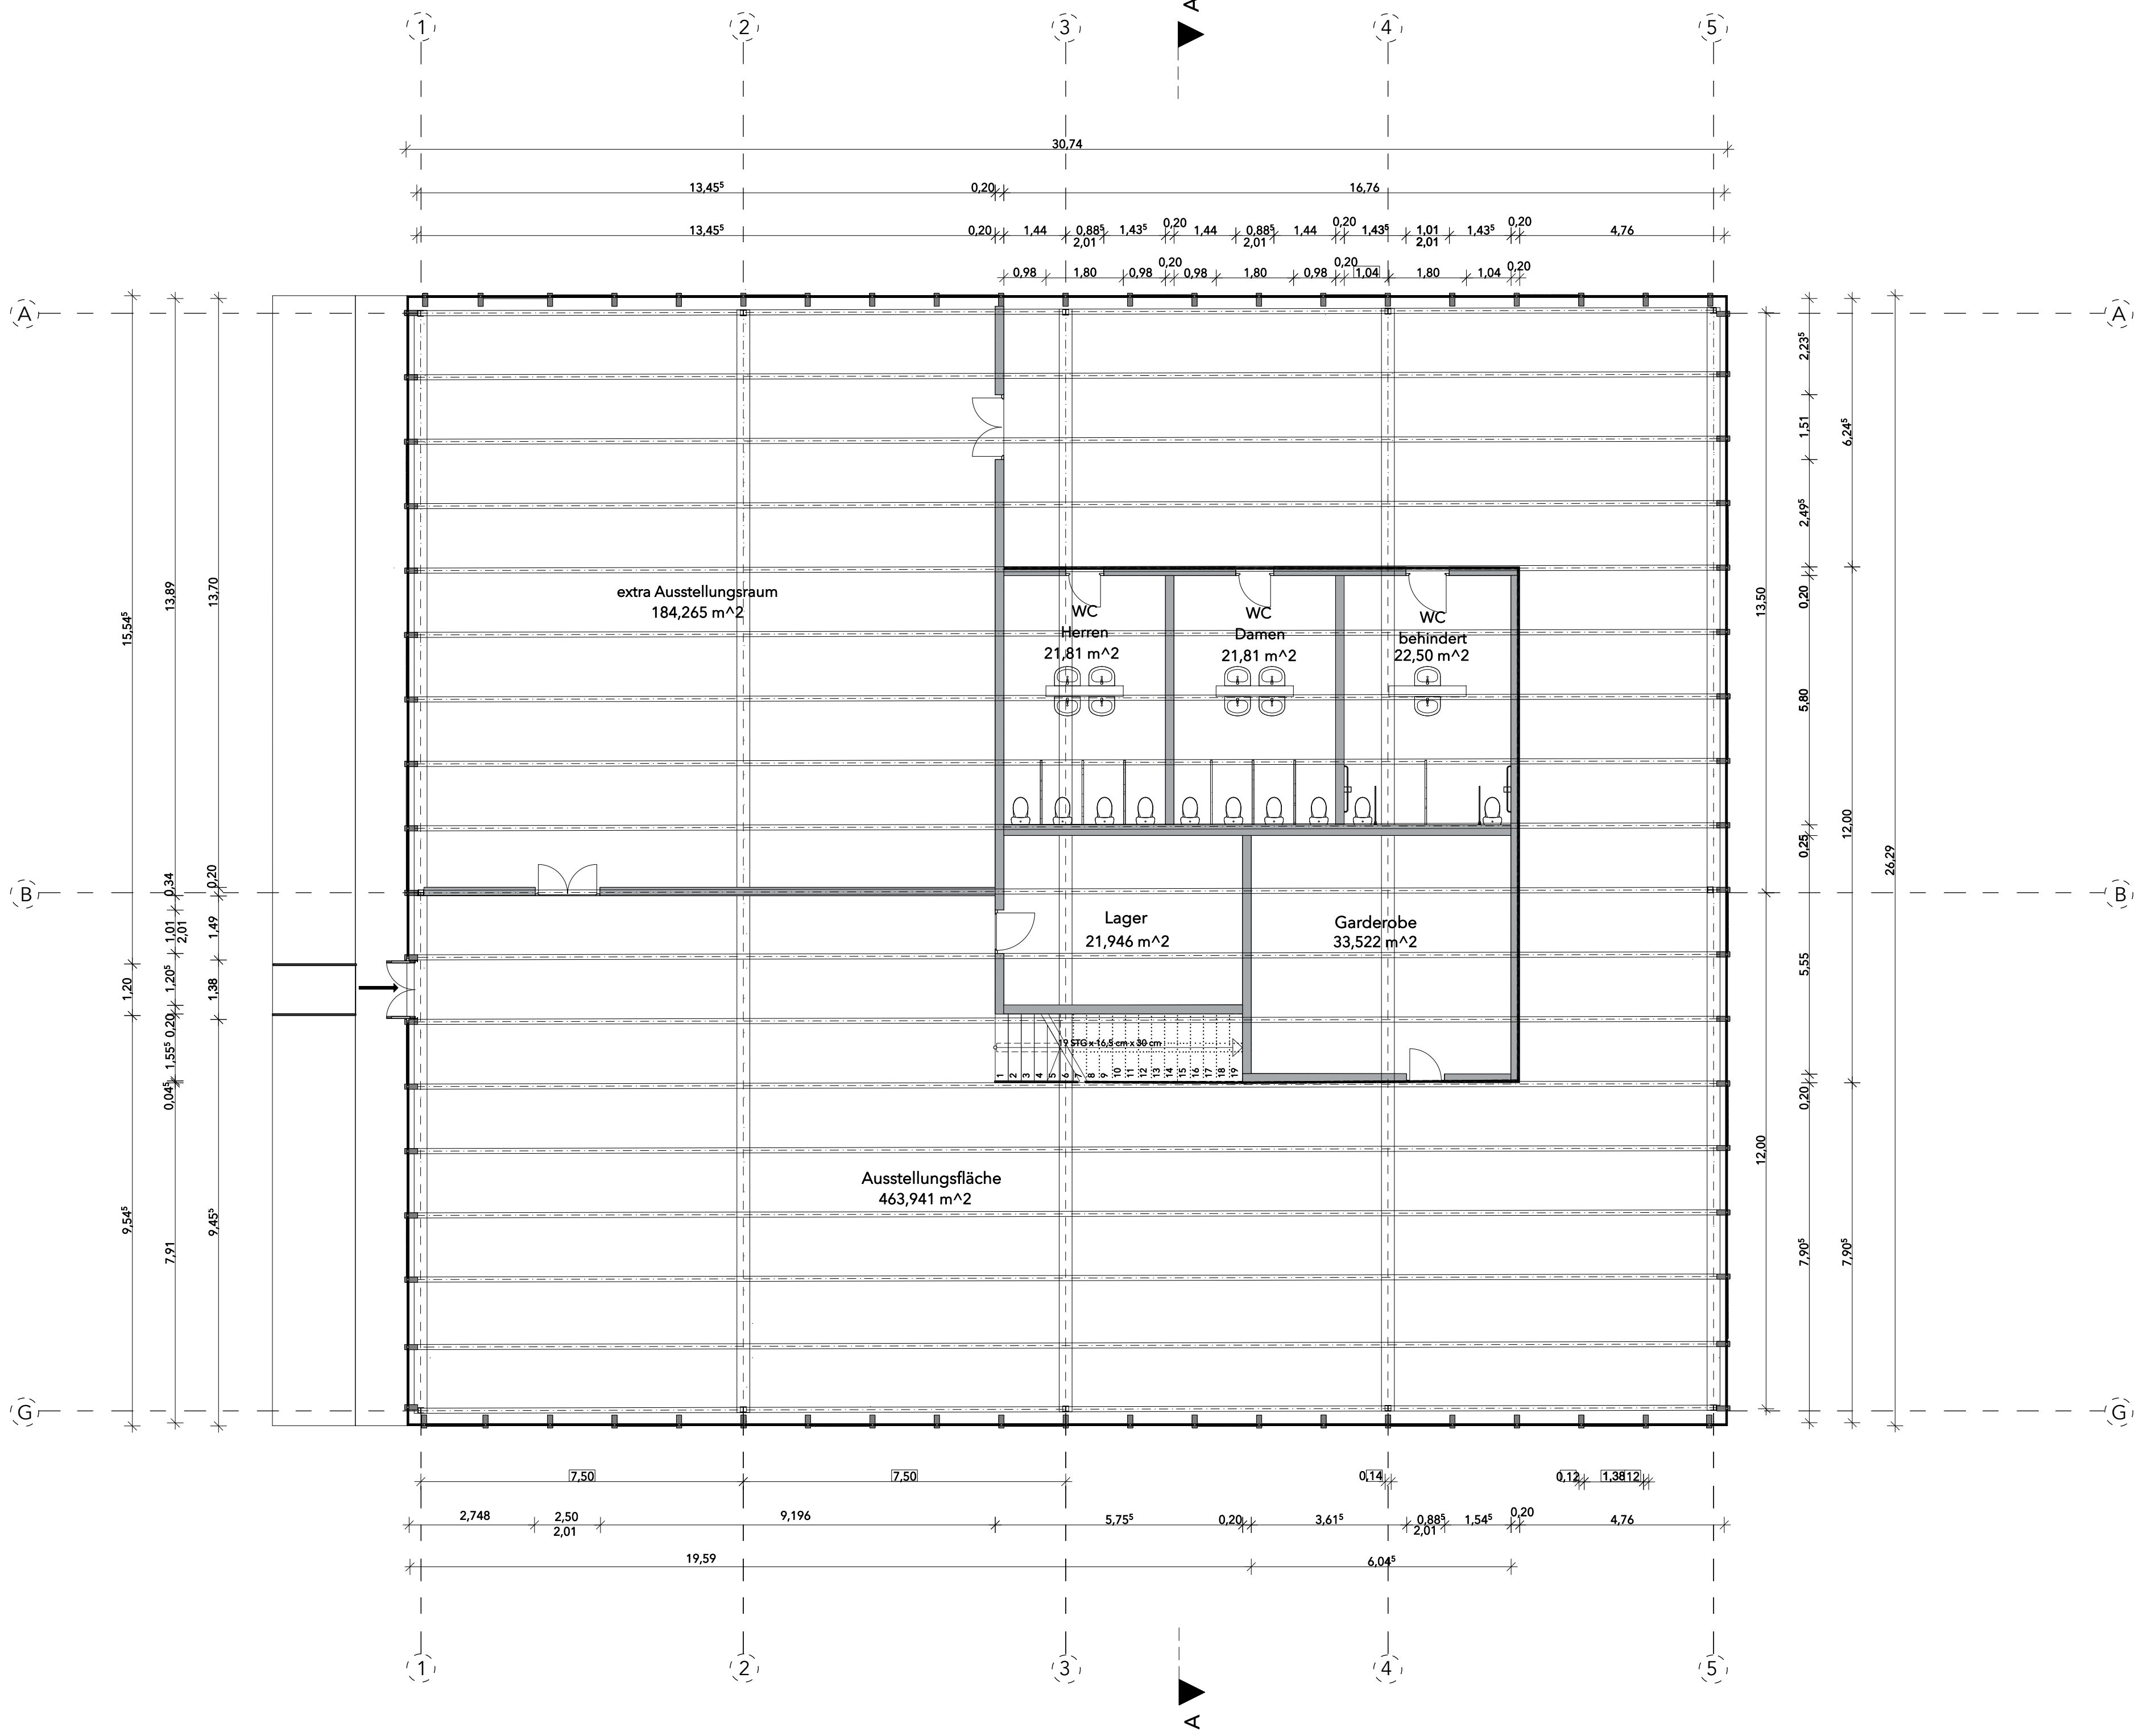 A
1 2 3 4 5
30,74
13,45⁵ 0,20 16,76
13,45⁵ 0,20 1,44 0,88⁵ 1,43⁵ 0,20 1,44 0,88⁵ 1,44 0,20 1,43⁵ 1,01 1,43⁵ 0,20 4,76
2,01 2,01 2,01
0,98 1,80 0,98 0,20 0,98 1,80 0,98 0,20 1,04 1,80 1,04 0,20
A A
15,54⁵
1,20
9,54⁵
13,89
0,34
1,01
2,01
1,20⁵
0,20
1,55⁵
0,04⁵
7,91
13,70
0,20
1,49
1,38
9,45⁵
extra Ausstellungsraum
184,265 m^2
WC
Herren
21,81 m^2
WC
Damen
21,81 m^2
WC
behindert
22,50 m^2
B B
Lager
21,946 m^2
Garderobe
33,522 m^2
19 STG x 16,5 cm x 30 cm
1 2 3 4 5 6 7 8 9 10 11 12 13 14 15 16 17 18 19
Ausstellungsfläche
463,941 m^2
13,50
12,00
2,23⁵
1,51
2,49⁵
0,20
5,80
0,25
5,55
0,20
7,90⁵
6,24⁵
12,00
7,90⁵
26,29
G G
7,50 7,50 0,14 0,12 1,38 12
2,748 2,50 9,196 5,75⁵ 0,20 3,61⁵ 0,88⁵ 1,54⁵ 0,20 4,76
2,01 2,01
19,59 6,04⁵
1 2 3 4 5
A